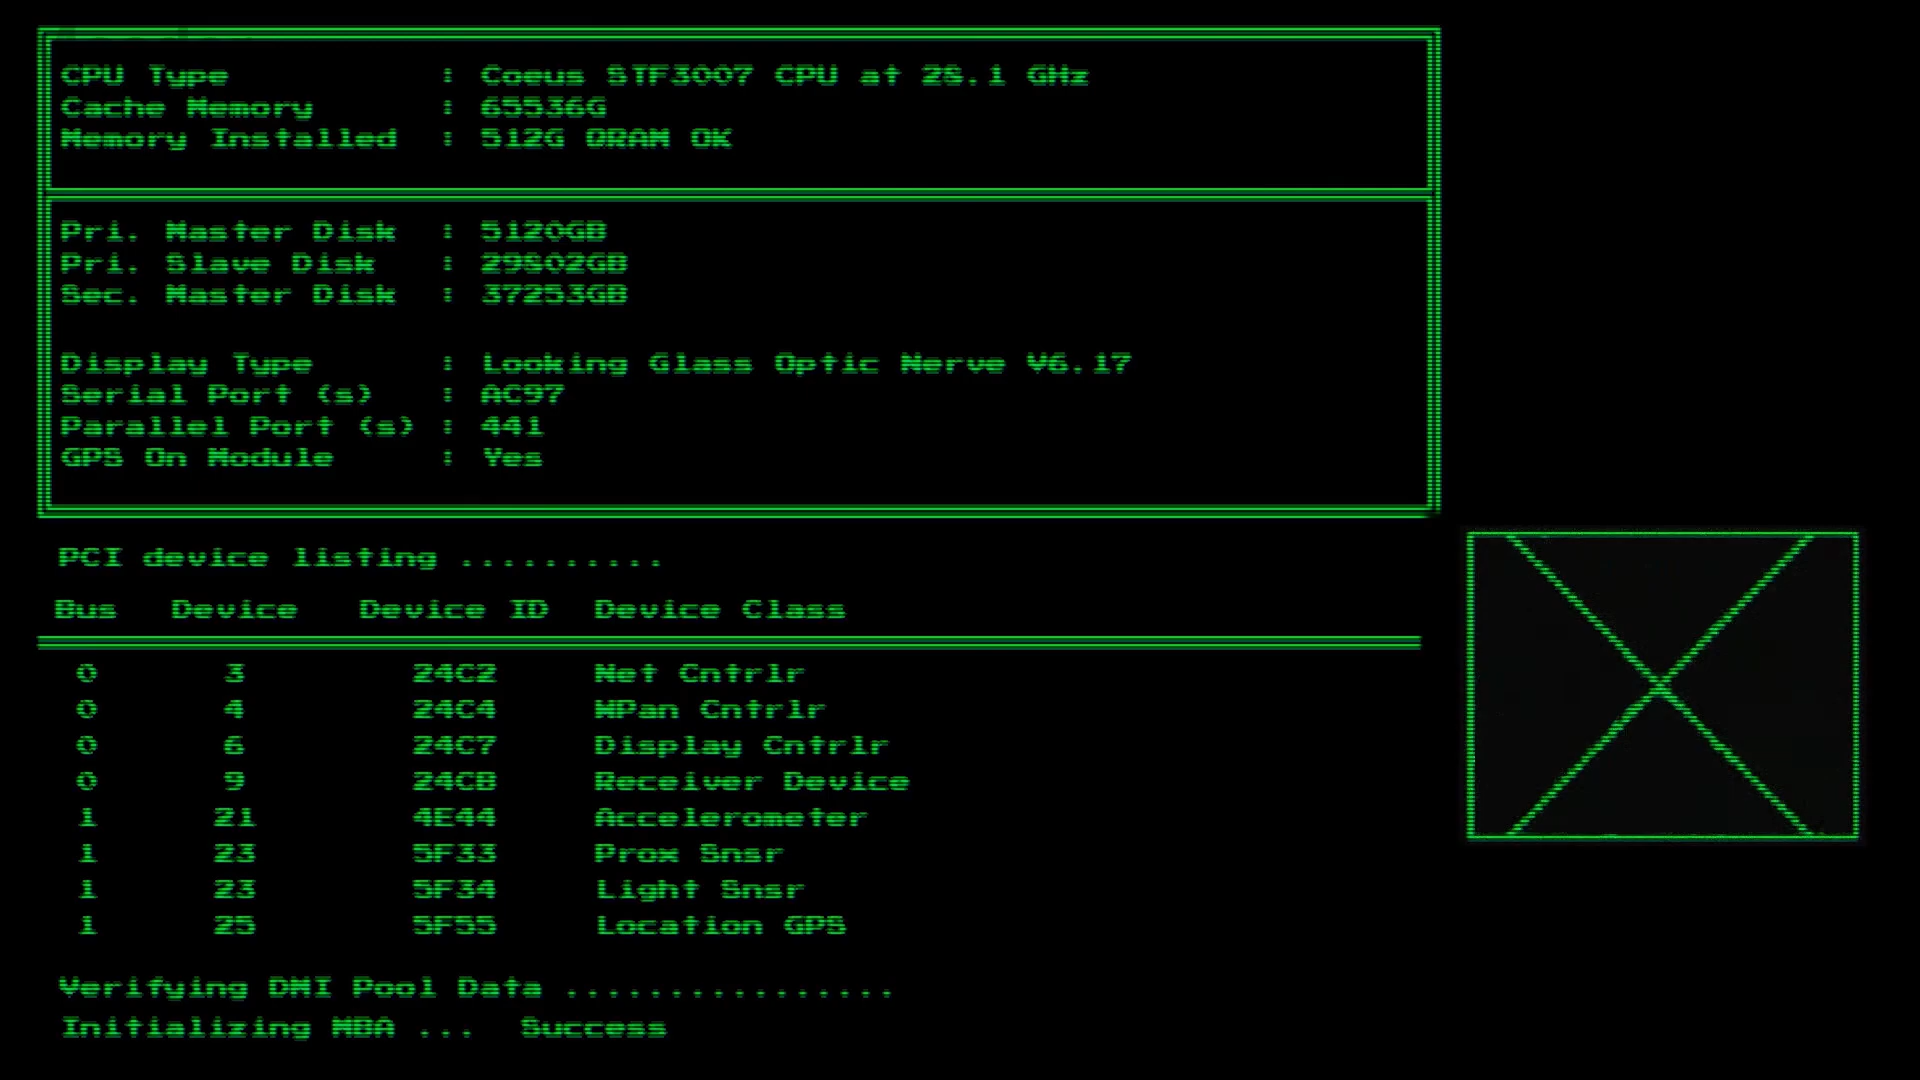 CPU Type : Coeus STF3007 CPU at 28.1 GHz
Cache Memory : 65536G
Memory Installed : 512G QRAM OK
Pri. Master Disk : 5120GB
Pri. Slave Disk : 29802GB
Sec. Master Disk : 37253GB
Display Type : Looking Glass Optic Nerve V6.17
Serial Port (s) : AC97
Parallel Port (s) : 441
GPS On Module : Yes
PCI device listing ..........
Bus Device Device ID Device Class
0 3 24C2 Net Cntrlr
0 4 24C4 WPan Cntrlr
0 6 24C7 Display Cntrlr
0 9 24CB Receiver Device
1 21 4E44 Accelerometer
1 23 5F33 Prox Snsr
1 23 5F34 Light Snsr
1 25 5F55 Location GPS
Verifying DMI Pool Data ................
Initializing MBA ... Success